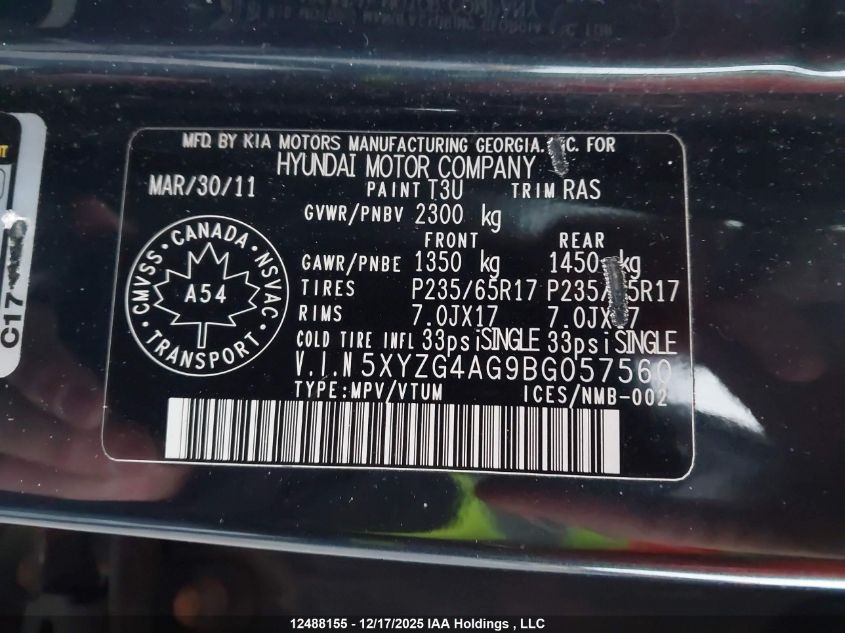 MFD. BY KIA MOTORS MANUFACTURING GEORGIA. C. FOR
HYUNDAI MOTOR COMPANY
MAR/30/11 PAINT T3U TRIM RAS
GVWR/PNBV 2300 kg
FRONT REAR
GAWR/PNBE 1350 kg 1450 kg
TIRES P235/65R17 P235/ 5R17
RIMS 7.0JX17 7.0JX 7
COLD TIRE INFL 33psi SINGLE 33psi SINGLE
V.I.N 5XYZG4AG9BG057560
TYPE:MPV/VTUM ICES/NMB-002
CMVSS · CANADA · NSVAC
A54
TRANSPORT
C17
12488155 - 12/17/2025 IAA Holdings , LLC